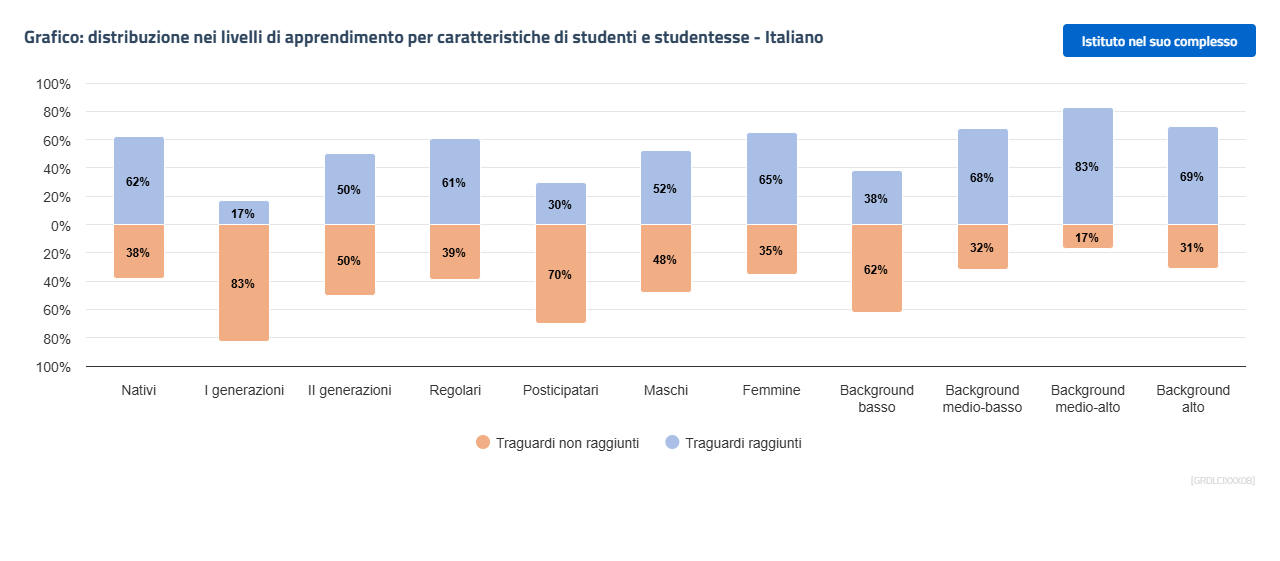 Grafico: distribuzione nei livelli di apprendimento per caratteristiche di studenti e studentesse - Italiano
Istituto nel suo complesso
100%
80%
60%
40%
20%
0%
20%
40%
60%
80%
100%
62% 17% 50% 61% 30% 52% 65% 38% 68% 83% 69%
38% 83% 50% 39% 70% 48% 35% 62% 32% 17% 31%
Nativi I generazioni II generazioni Regolari Posticipatari Maschi Femmine Background basso Background medio-basso Background medio-alto Background alto
Traguardi non raggiunti Traguardi raggiunti